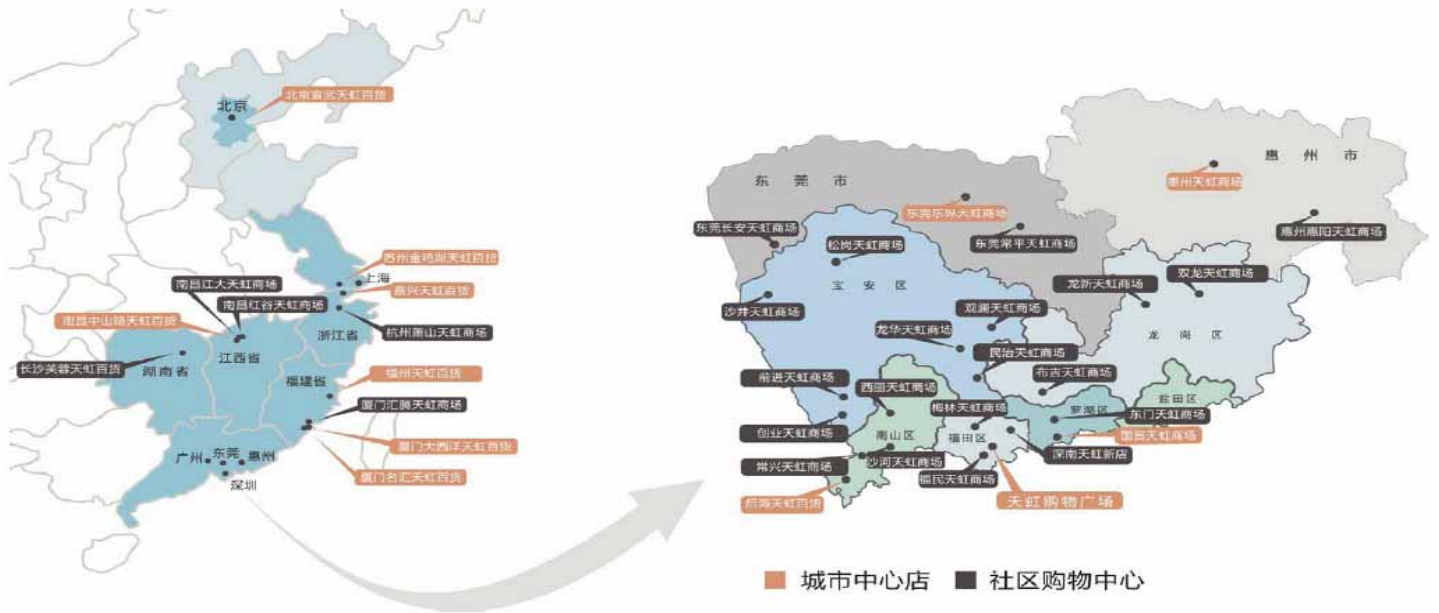 北京
北京宣武天虹百货
苏州金鸡湖天虹百货
上海
南昌江大天虹商场
嘉兴天虹百货
南昌红谷天虹商场
南昌中山路天虹百货
杭州萧山天虹商场
浙江省
江西省
长沙芙蓉天虹百货
湖南省
福建省
福州天虹百货
厦门汇腾天虹商场
厦门大西洋天虹百货
广州
东莞
惠州
厦门名汇天虹百货
深圳
惠州市
东莞市
惠州天虹商场
东莞乐纵天虹商场
东莞长安天虹商场
松岗天虹商场
东莞常平天虹商场
惠州惠阳天虹商场
宝安区
龙新天虹商场
双龙天虹商场
沙井天虹商场
观澜天虹商场
龙华天虹商场
龙岗区
民治天虹商场
前进天虹商场
西丽天虹商场
布吉天虹商场
梅林天虹商场
罗湖区
盐田区
东门天虹商场
创业天虹商场
南山区
福田区
国贸天虹商场
常兴天虹商场
沙河天虹商场
深南天虹新店
福民天虹商场
后海天虹百货
天虹购物广场
城市中心店
社区购物中心